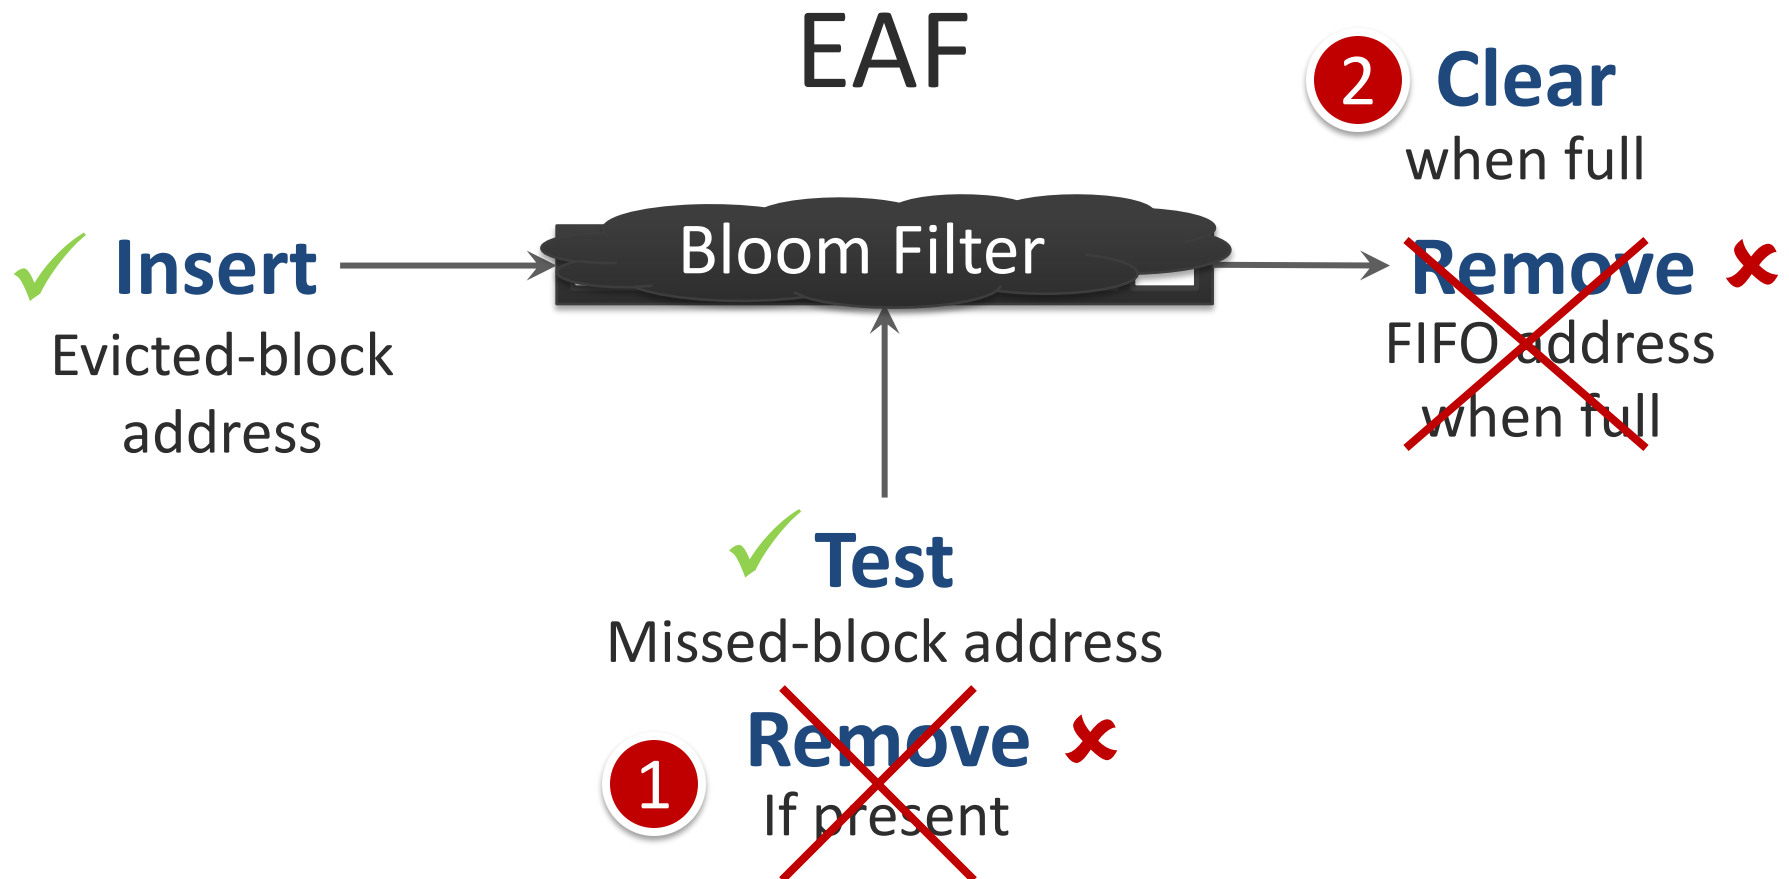 EAF
2
Clear
when full
Insert
Evicted-block
address
Bloom Filter
Remove
FIFO address
when full
Test
Missed-block address
1
Remove
If present